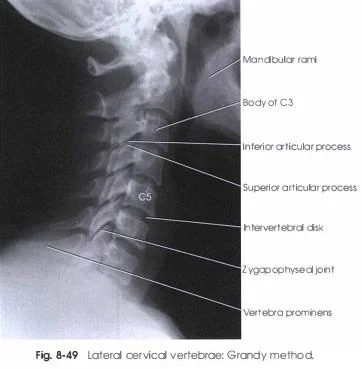 Mandibular rami
Body of C3
Inferior articular process
Superior articular process
C5
Intervertebral disk
Zygapophyseal joint
Vertebra prominens
Fig. 8-49 Lateral cervical vertebrae: Grandy method.